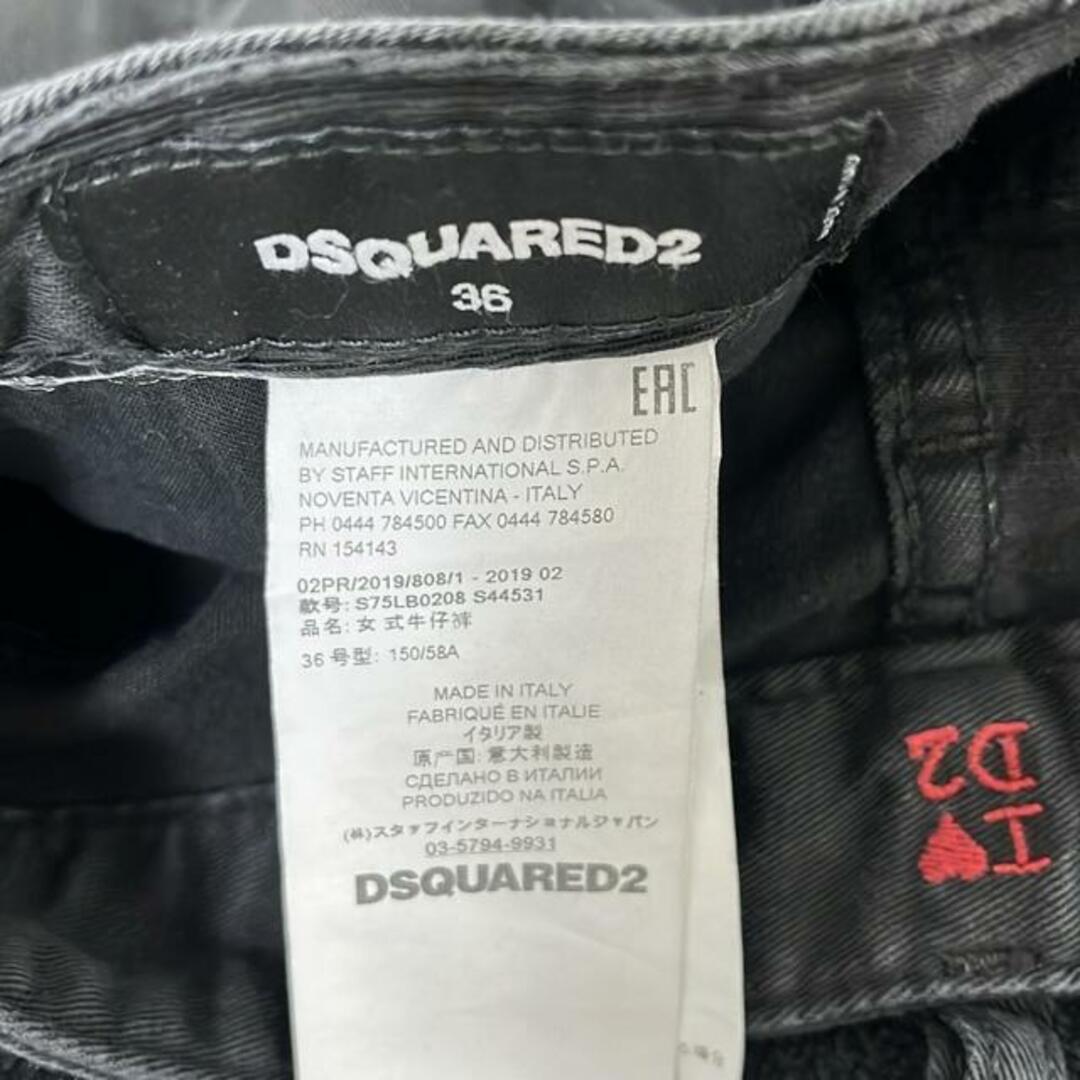 DSQUARED2
36
EAC
MANUFACTURED AND DISTRIBUTED
BY STAFF INTERNATIONAL S.P.A.
NOVENTA VICENTINA - ITALY
PH 0444 784500 FAX 0444 784580
RN 154143
02PR/2019/808/1 - 2019 02
款号: S75LB0208 S44531
品名: 女 式牛仔裤
36 号型: 150/58A
MADE IN ITALY
FABRIQUÉ EN ITALIE
イタリア製
原产国: 意大利製造
СДЕЛАНО В ИТАЛИИ
PRODUZIDO NA ITALIA
(株)スタッフインターナショナルジャパン
03-5794-9931
DSQUARED2
I
D2